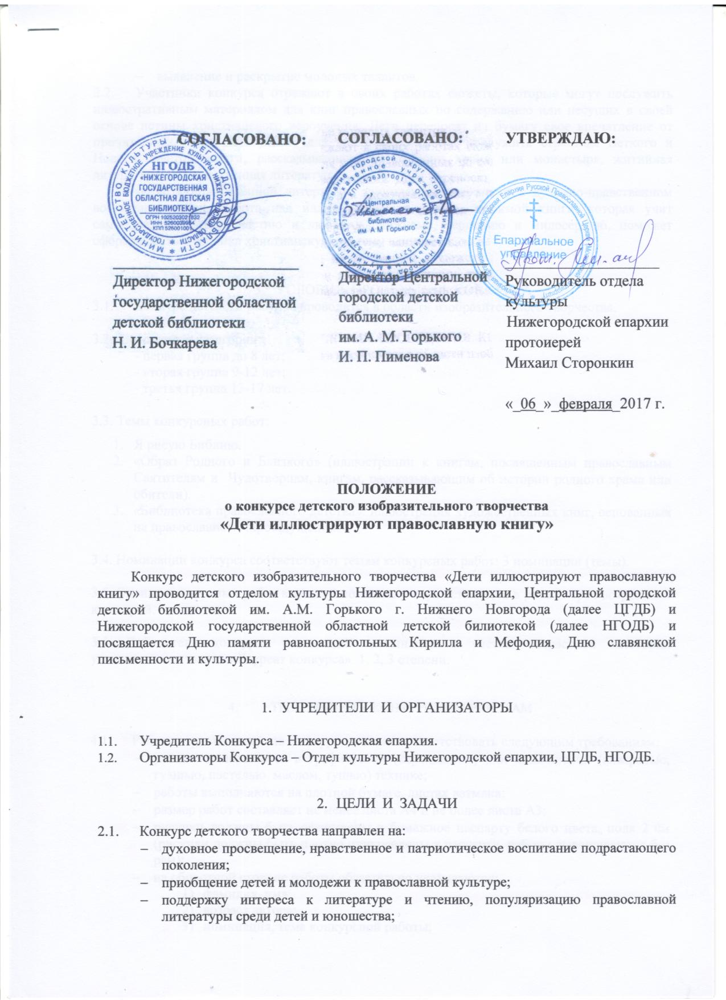 СОГЛАСОВАНО:
НГОДБ
«НИЖЕГОРОДСКАЯ
ГОСУДАРСТВЕННАЯ
ОБЛАСТНАЯ ДЕТСКАЯ
БИБЛИОТЕКА»
ОГРН 1025203021832
ИНН 5260039964
КПП 526001001
Директор Нижегородской
государственной областной
детской библиотеки
Н. И. Бочкарева
СОГЛАСОВАНО:
Центральная
городская детская
библиотека
им А М Горького
Директор Центральной
городской детской
библиотеки
им. А. М. Горького
И. П. Пименова
УТВЕРЖДАЮ:
Епархиальное
управление
Руководитель отдела
культуры
Нижегородской епархии
протоиерей
Михаил Сторонкин
«_06_»_февраля_2017 г.
ПОЛОЖЕНИЕ
о конкурсе детского изобразительного творчества
«Дети иллюстрируют православную книгу»
Конкурс детского изобразительного творчества «Дети иллюстрируют православную
книгу» проводится отделом культуры Нижегородской епархии, Центральной городской
детской библиотекой им. А.М. Горького г. Нижнего Новгорода (далее ЦГДБ) и
Нижегородской государственной областной детской билиотекой (далее НГОДБ) и
посвящается Дню памяти равноапостольных Кирилла и Мефодия, Дню славянской
письменности и культуры.
1. УЧРЕДИТЕЛИ И ОРГАНИЗАТОРЫ
1.1. Учредитель Конкурса – Нижегородская епархия.
1.2. Организаторы Конкурса – Отдел культуры Нижегородской епархии, ЦГДБ, НГОДБ.
2. ЦЕЛИ И ЗАДАЧИ
2.1. Конкурс детского творчества направлен на:
– духовное просвещение, нравственное и патриотическое воспитание подрастающего
поколения;
– приобщение детей и молодежи к православной культуре;
– поддержку интереса к литературе и чтению, популяризацию православной
литературы среди детей и юношества;